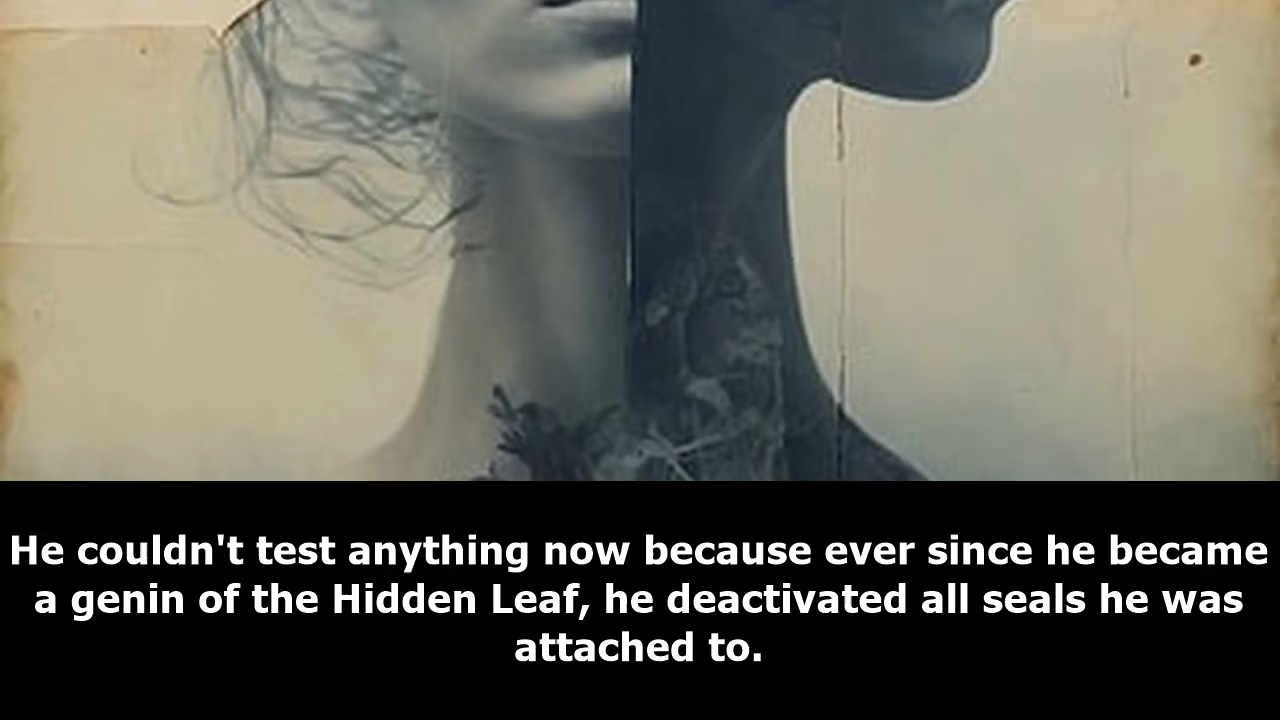 He couldn't test anything now because ever since he became
a genin of the Hidden Leaf, he deactivated all seals he was
attached to.